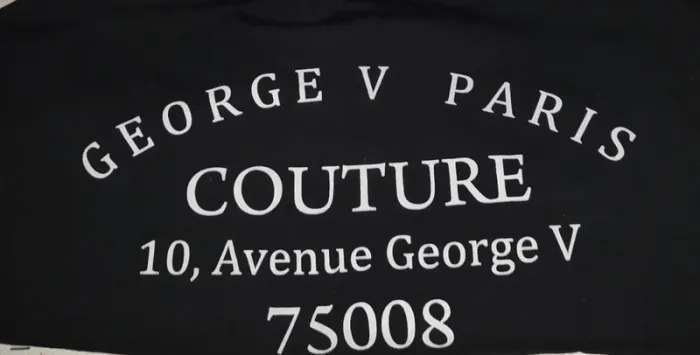 GEORGE V PARIS
COUTURE
10, Avenue George V
75008